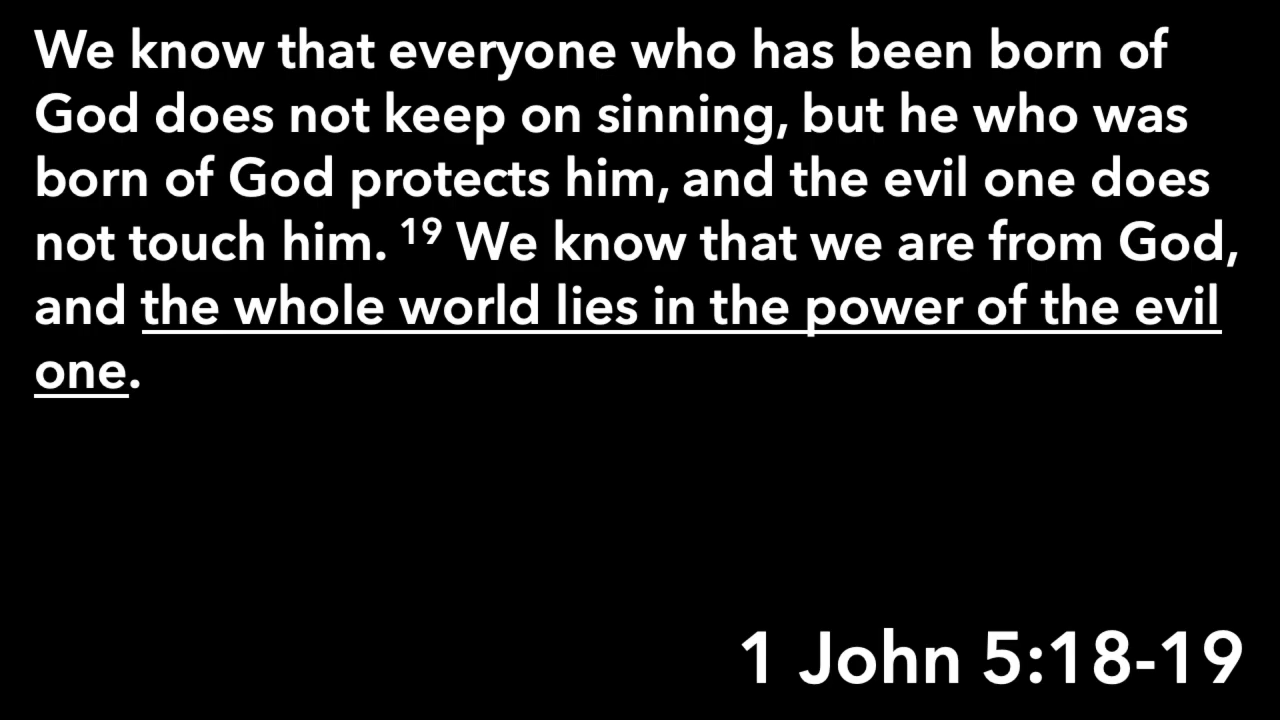 We know that everyone who has been born of
God does not keep on sinning, but he who was
born of God protects him, and the evil one does
not touch him. ¹⁹ We know that we are from God,
and the whole world lies in the power of the evil
one.
1 John 5:18-19